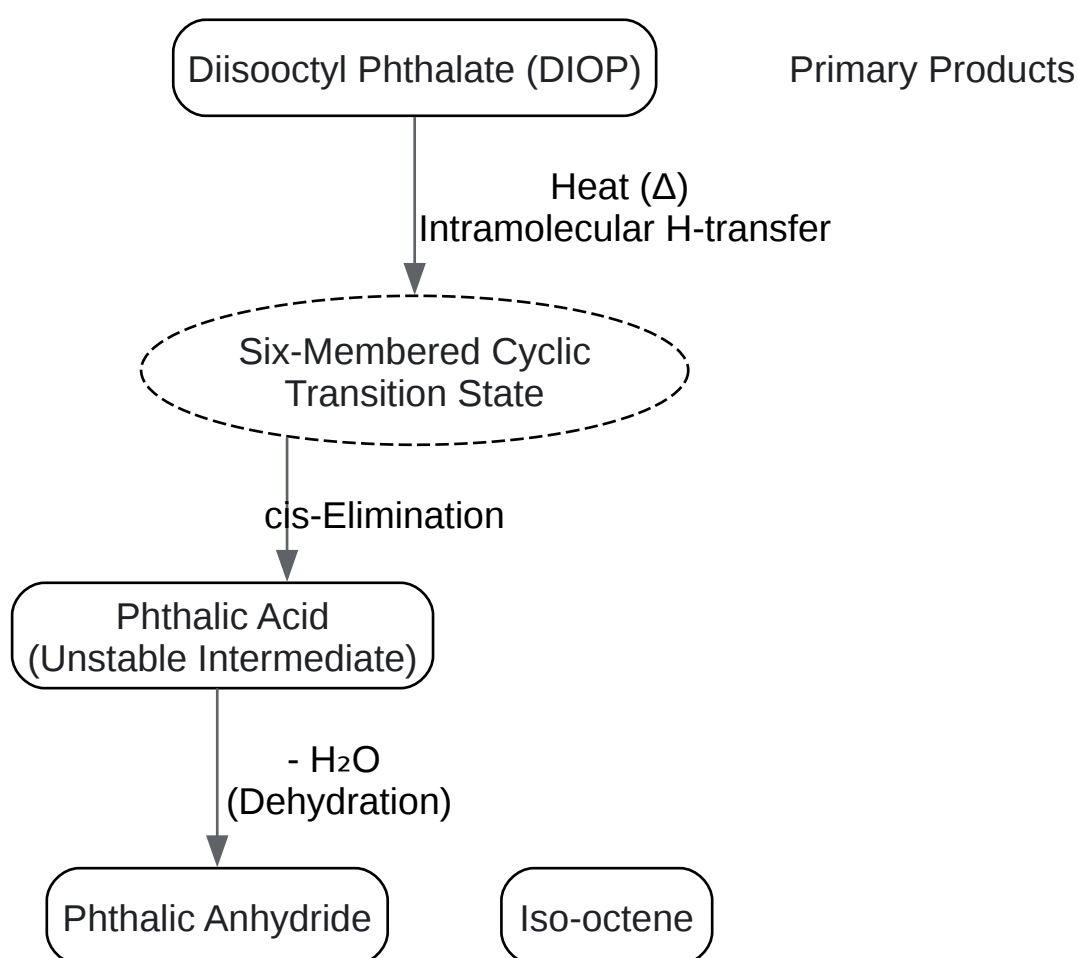 Diisooctyl Phthalate (DIOP)
Primary Products
Heat (Δ)
Intramolecular H-transfer
Six-Membered Cyclic
Transition State
cis-Elimination
Phthalic Acid
(Unstable Intermediate)
- H₂O
(Dehydration)
Phthalic Anhydride
Iso-octene